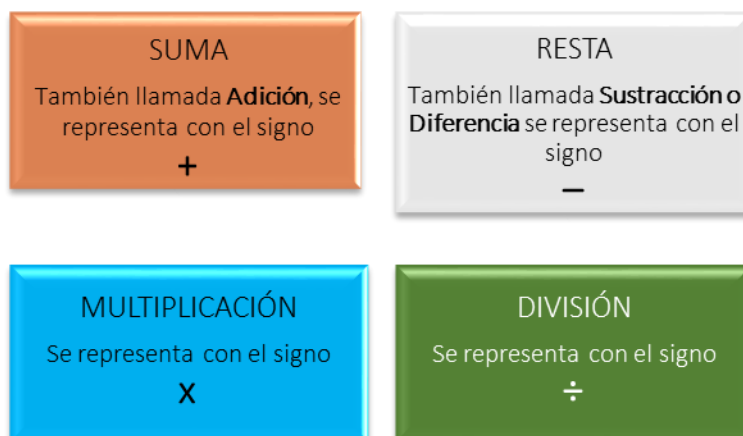 SUMA
También llamada Adición, se
representa con el signo
+
RESTA
También llamada Sustracción o
Diferencia se representa con el
signo
–
MULTIPLICACIÓN
Se representa con el signo
X
DIVISIÓN
Se representa con el signo
÷